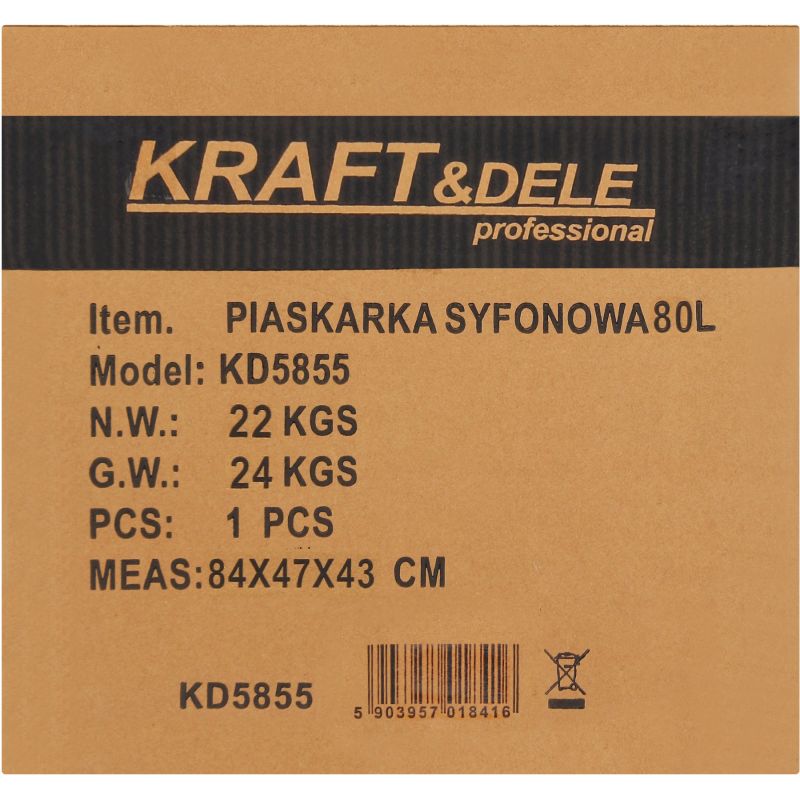 KRAFT&DELE
professional
Item. PIASKARKA SYFONOWA 80L
Model: KD5855
N.W.: 22 KGS
G.W.: 24 KGS
PCS: 1 PCS
MEAS: 84X47X43 CM
KD5855
5 903957 018416